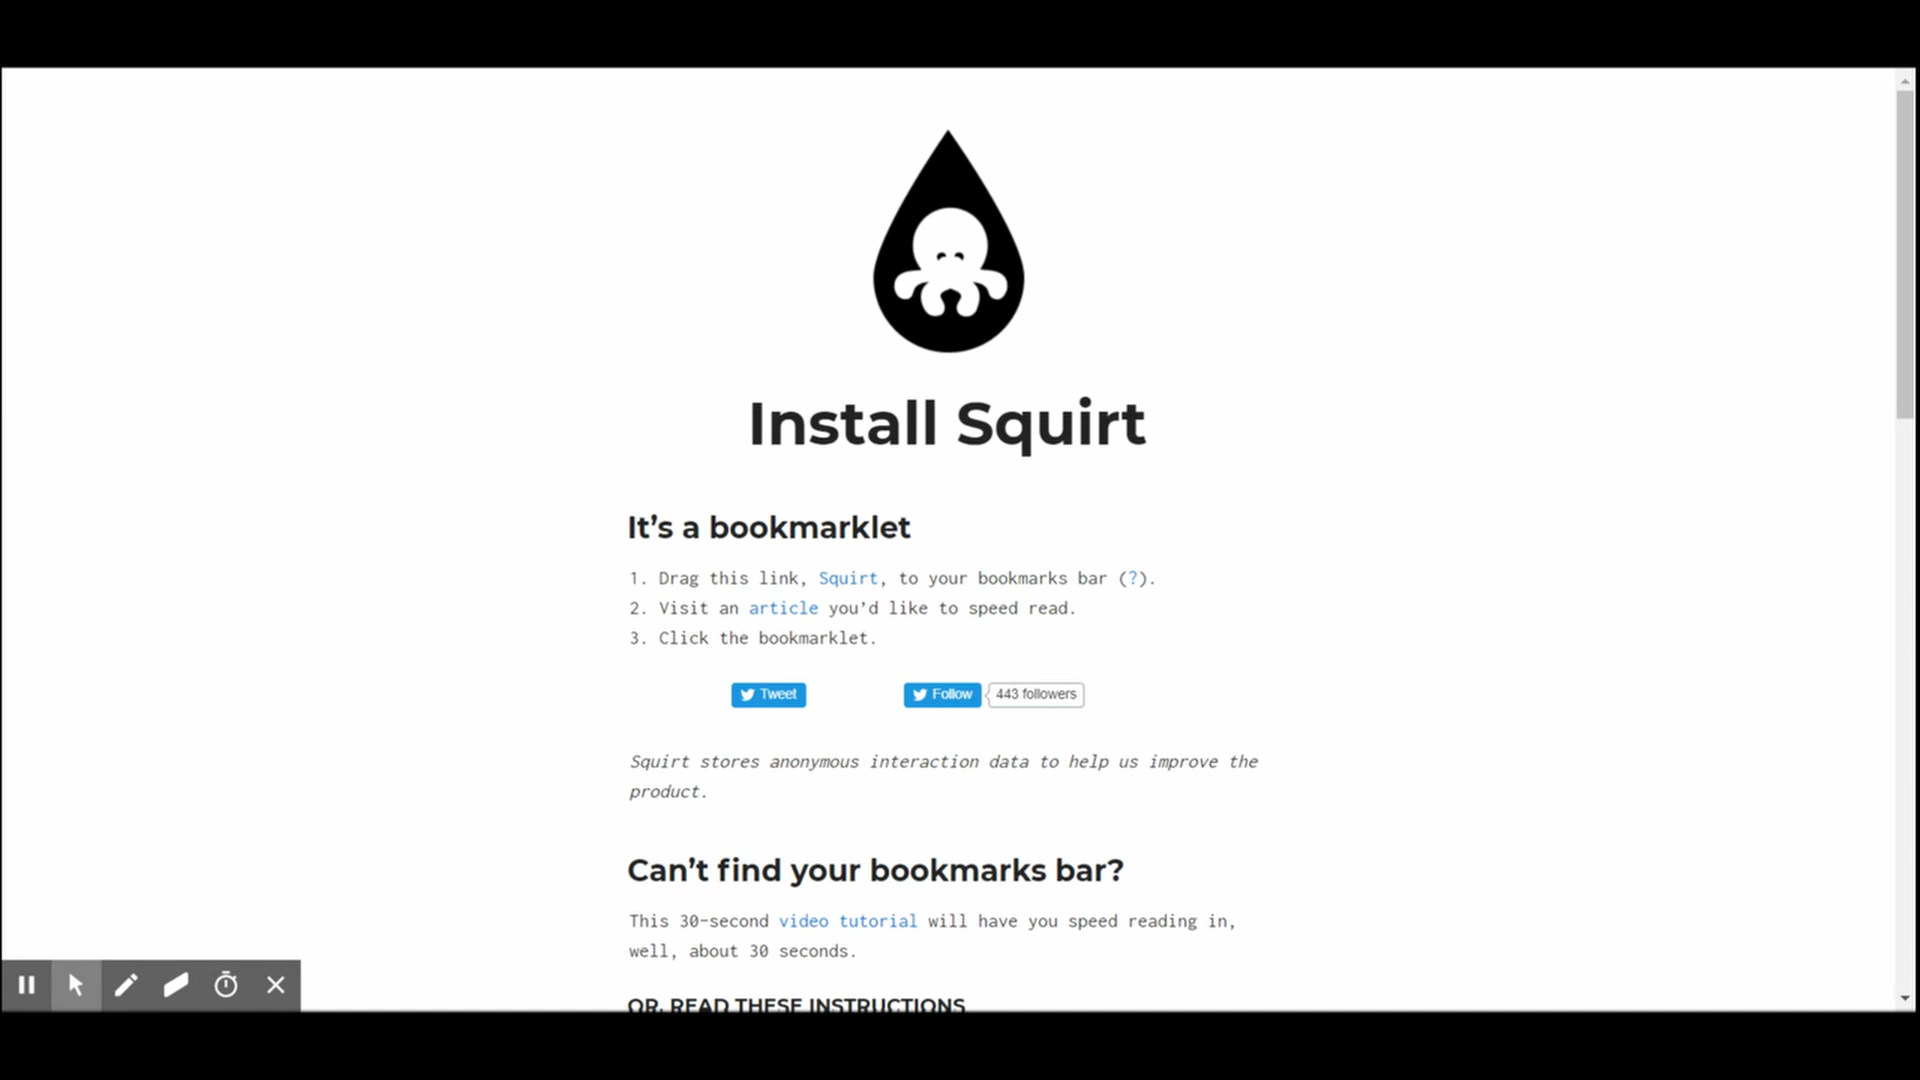 Install Squirt
It’s a bookmarklet
1. Drag this link, Squirt, to your bookmarks bar (?).
2. Visit an article you’d like to speed read.
3. Click the bookmarklet.
Tweet Follow 443 followers
Squirt stores anonymous interaction data to help us improve the
product.
Can’t find your bookmarks bar?
This 30-second video tutorial will have you speed reading in,
well, about 30 seconds.
OR, READ THESE INSTRUCTIONS